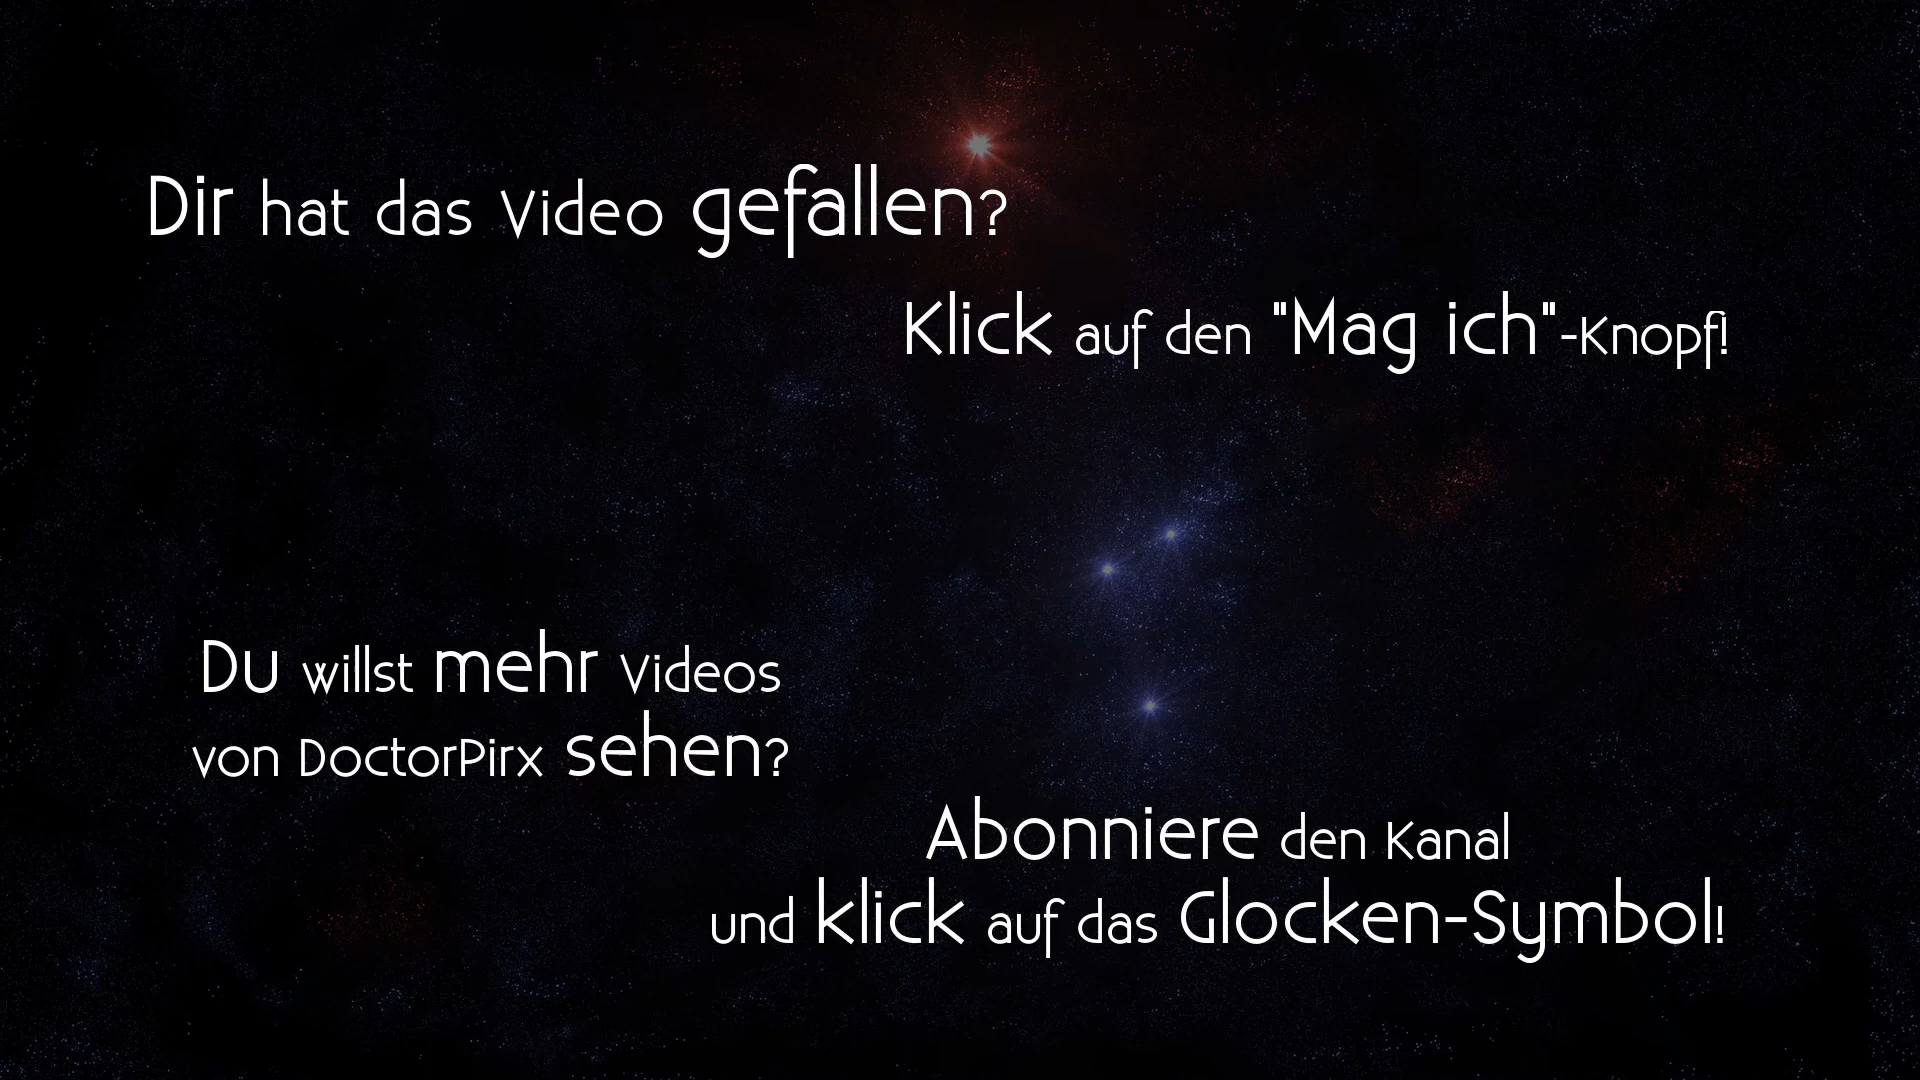 Dir hat das Video gefallen?
Klick auf den "Mag ich"-Knopf!
Du willst mehr Videos
von DoctorPirx sehen?
Abonniere den Kanal
und klick auf das Glocken-Symbol!